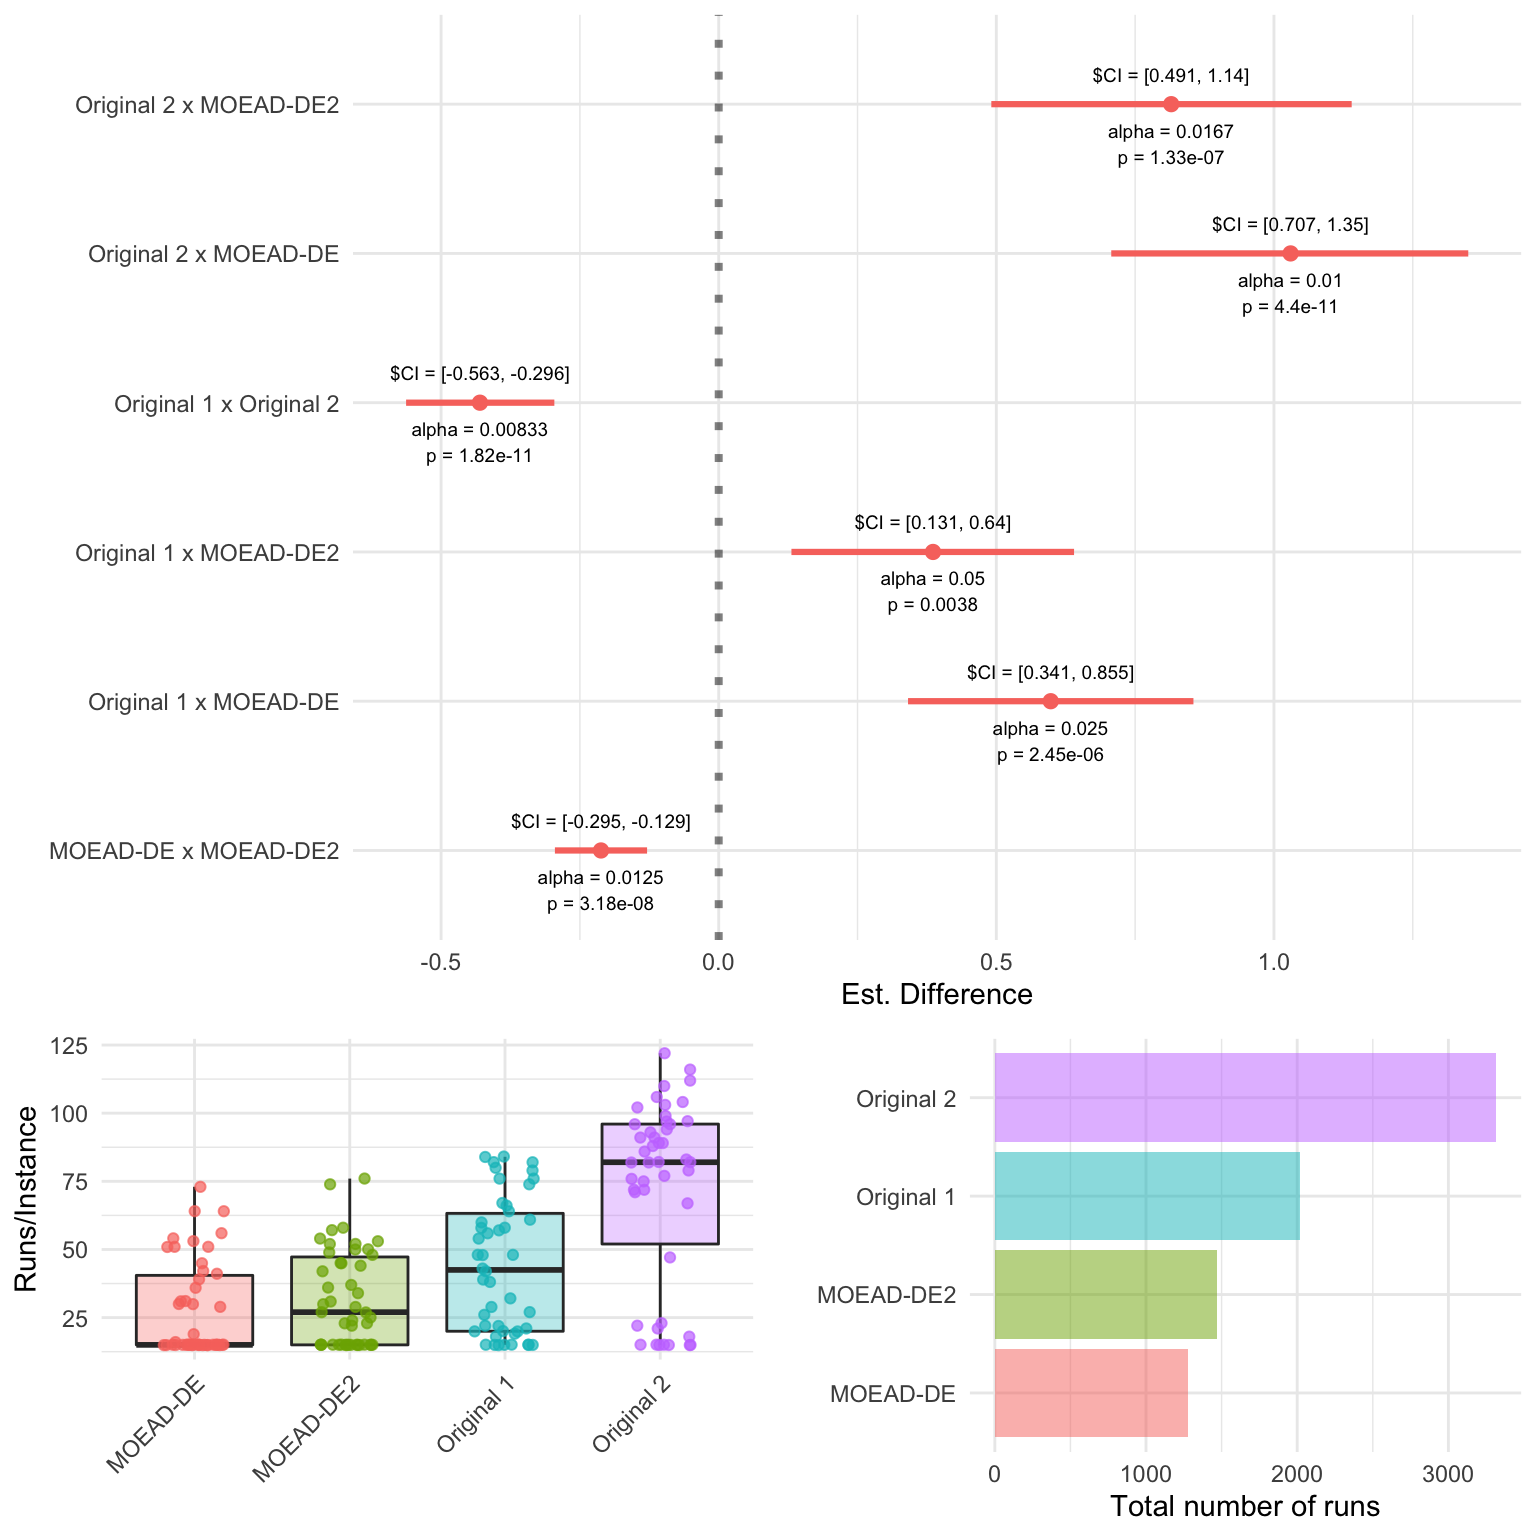 $CI = [0.491, 1.14]
Original 2 x MOEAD-DE2
alpha = 0.0167
p = 1.33e-07
$CI = [0.707, 1.35]
Original 2 x MOEAD-DE
alpha = 0.01
p = 4.4e-11
$CI = [-0.563, -0.296]
Original 1 x Original 2
alpha = 0.00833
p = 1.82e-11
$CI = [0.131, 0.64]
Original 1 x MOEAD-DE2
alpha = 0.05
p = 0.0038
$CI = [0.341, 0.855]
Original 1 x MOEAD-DE
alpha = 0.025
p = 2.45e-06
$CI = [-0.295, -0.129]
MOEAD-DE x MOEAD-DE2
alpha = 0.0125
p = 3.18e-08
-0.5 0.0 0.5 1.0
Est. Difference
125
100
75
50
25
Runs/Instance
MOEAD-DE
MOEAD-DE2
Original 1
Original 2
Original 2
Original 1
MOEAD-DE2
MOEAD-DE
0 1000 2000 3000
Total number of runs